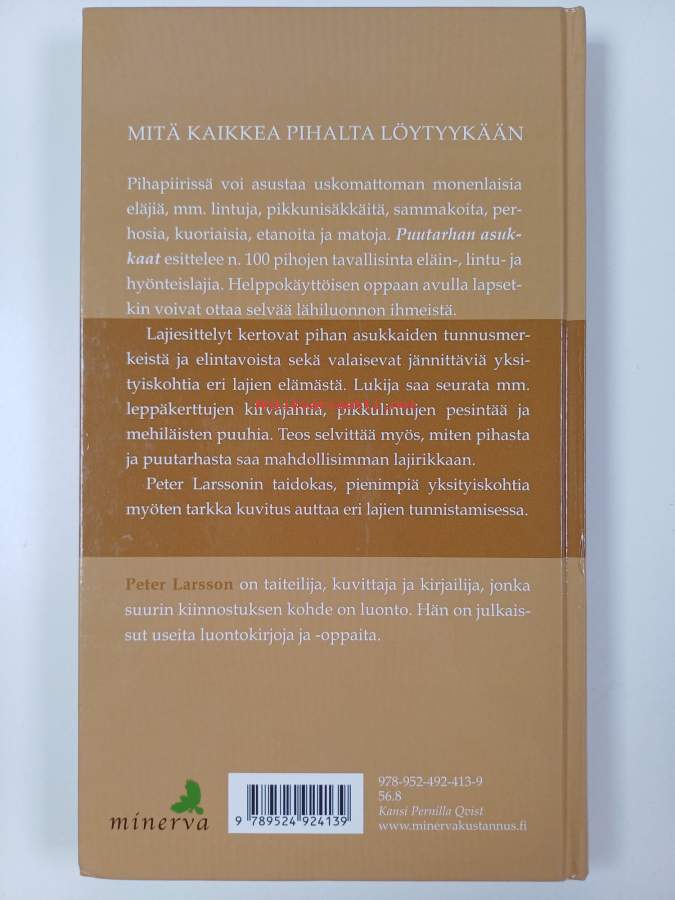 MITÄ KAIKKEA PIHALTA LÖYTYYKÄÄN
Pihapiirissä voi asustaa uskomattoman monenlaisia
eläjiä, mm. lintuja, pikkunisäkkäitä, sammakoita, per-
hosia, kuoriaisia, etanoita ja matoja. Puutarhan asuk-
kaat esittelee n. 100 pihojen tavallisinta eläin-, lintu- ja
hyönteislajia. Helppokäyttöisen oppaan avulla lapset-
kin voivat ottaa selvää lähiluonnon ihmeistä.
Lajiesittelyt kertovat pihan asukkaiden tunnusmer-
keistä ja elintavoista sekä valaisevat jännittäviä yksi-
tyiskohtia eri lajien elämästä. Lukija saa seurata mm.
leppäkerttujen kirvajahtia, pikkulintujen pesintää ja
mehiläisten puuhia. Teos selvittää myös, miten pihasta
ja puutarhasta saa mahdollisimman lajirikkaan.
Peter Larssonin taidokas, pienimpiä yksityiskohtia
myöten tarkka kuvitus auttaa eri lajien tunnistamisessa.
Peter Larsson on taiteilija, kuvittaja ja kirjailija, jonka
suurin kiinnostuksen kohde on luonto. Hän on julkais-
sut useita luontokirjoja ja -oppaita.
minerva
9 789524 924139
978-952-492-413-9
56.8
Kansi Pernilla Qvist
www.minervakustannus.fi